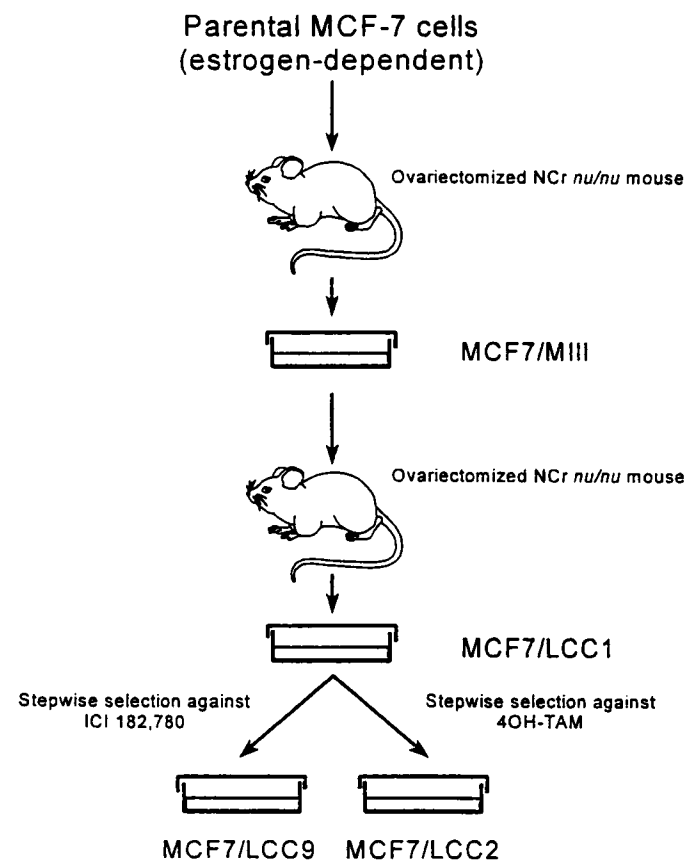 Parental MCF-7 cells
(estrogen-dependent)
Ovariectomized NCr nu/nu mouse
MCF7/MIII
Ovariectomized NCr nu/nu mouse
MCF7/LCC1
Stepwise selection against
ICI 182,780
Stepwise selection against
4OH-TAM
MCF7/LCC9
MCF7/LCC2